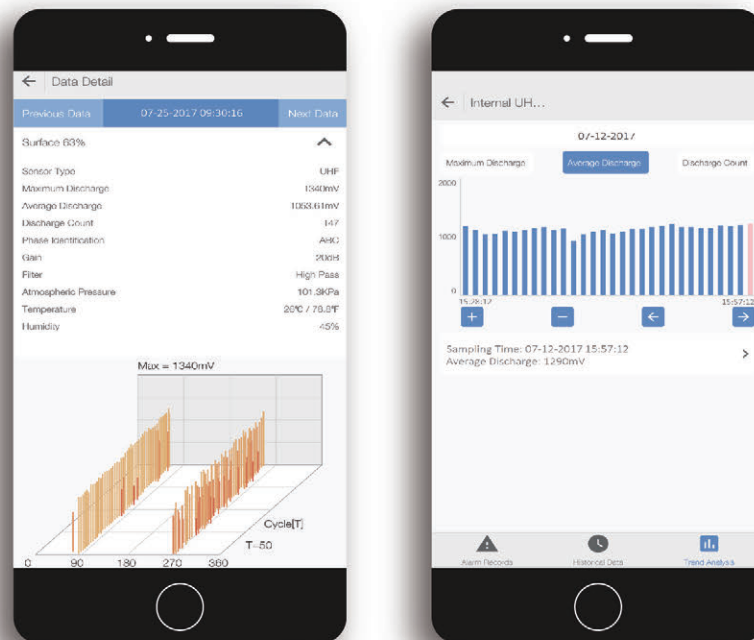 Data Detail
Previous Data 07-25-2017 09:30:16 Next Data
Surface 63%
Sensor Type UHF
Maximum Discharge 1340mV
Average Discharge 1053.61mV
Discharge Count 147
Phase Identification ABC
Gain 20dB
Filter High Pass
Atmospheric Pressure 101.3KPa
Temperature 26℃ / 78.8℉
Humidity 45%
Max = 1340mV
Cycle[T]
T=50
0 90 180 270 360
Internal UH...
07-12-2017
Maximum Discharge Average Discharge Discharge Count
2000
1000
0
15:28:12 15:57:12
Sampling Time: 07-12-2017 15:57:12
Average Discharge: 1290mV
Alarm Records Historical Data Trend Analysis